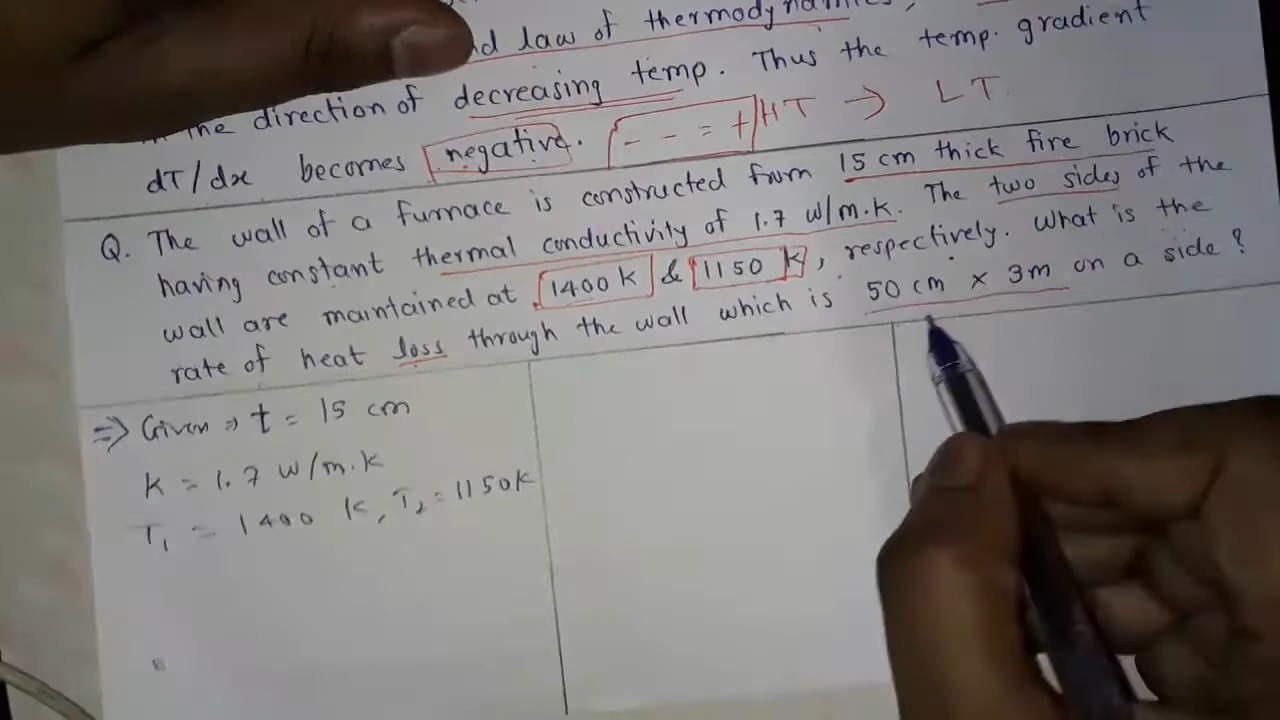 law of thermodynamics,
the direction of decreasing temp. Thus the temp. gradient
dT/dx becomes negative. - - = + HT → LT
Q. The wall of a furnace is constructed from 15 cm thick fire brick
having constant thermal conductivity of 1.7 W/m.K. The two sides of the
wall are maintained at 1400 K & 1150 K, respectively. What is the
rate of heat loss through the wall which is 50 cm × 3m on a side?
⇒ Given ⇒ t = 15 cm
K = 1.7 W/m.K
T₁ = 1400 K, T₂ = 1150K